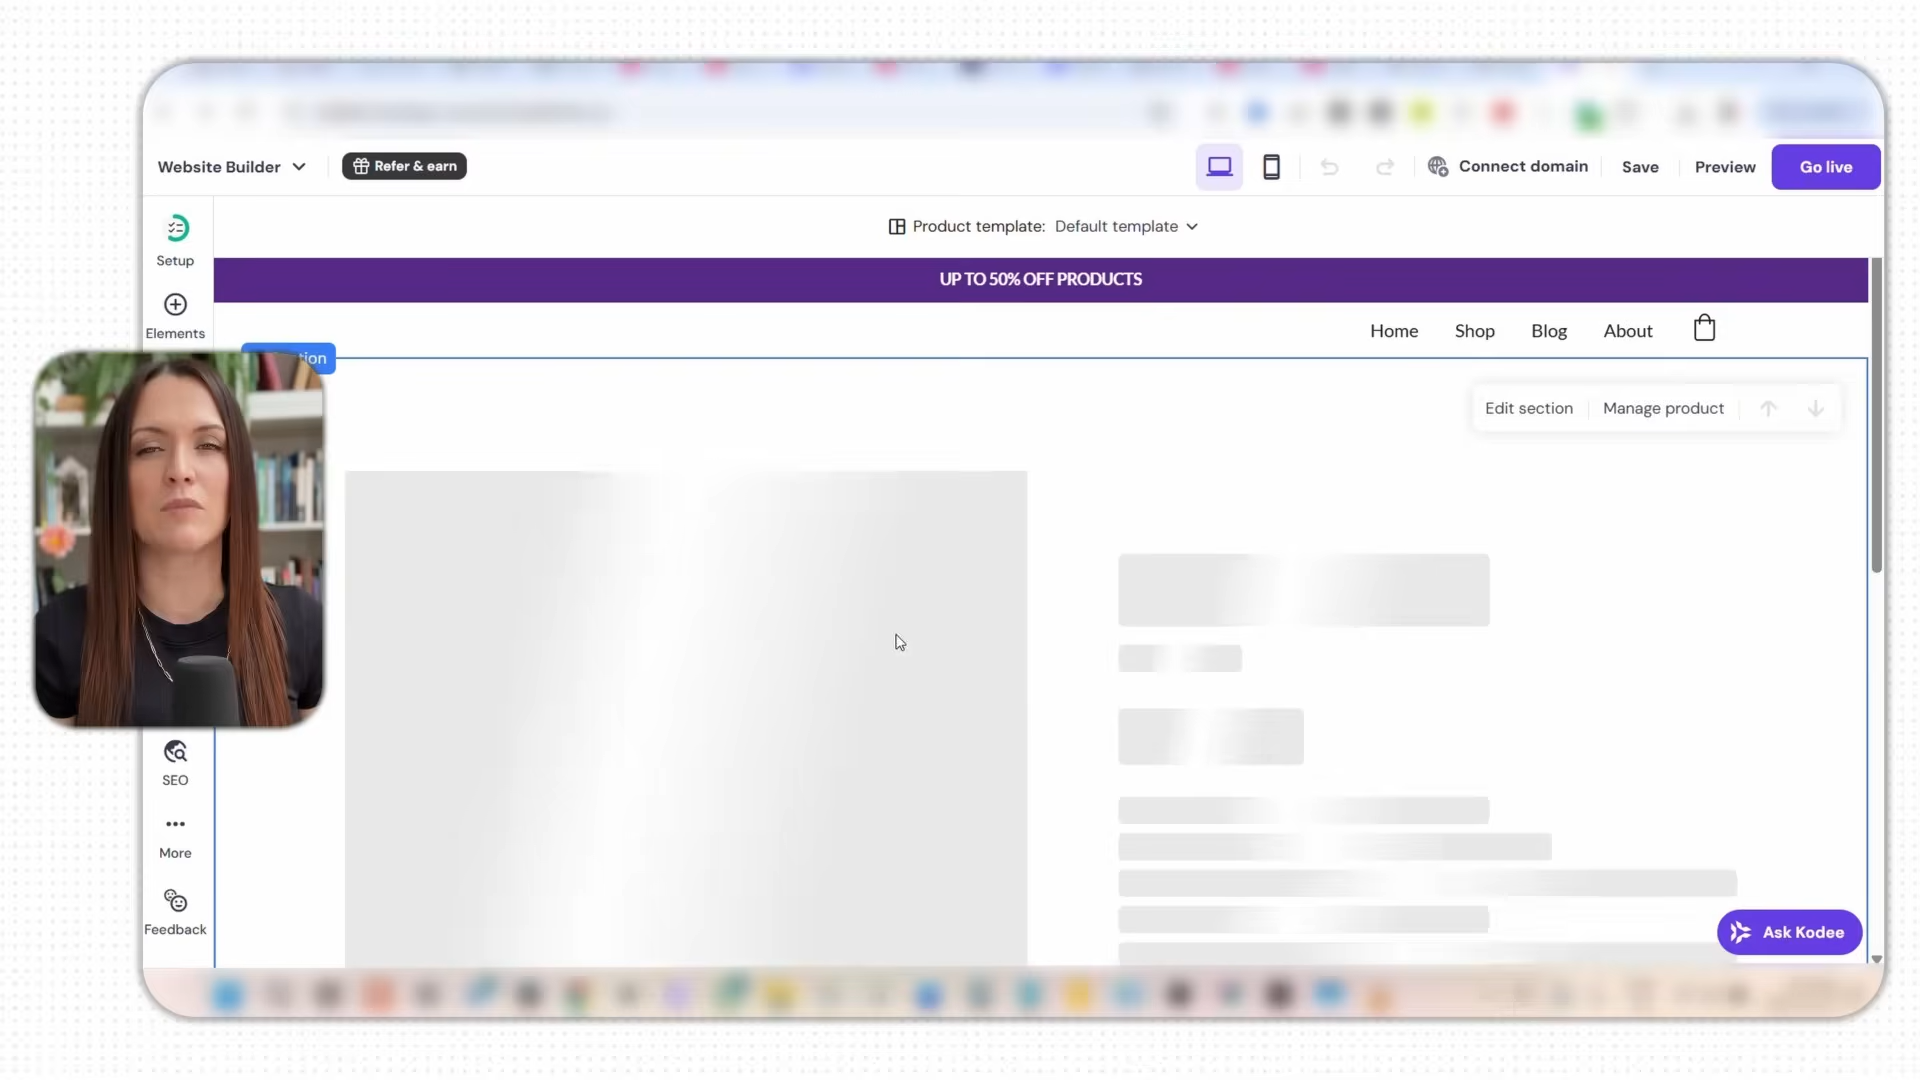 Website Builder
Refer & earn
Connect domain
Save
Preview
Go live
Setup
Product template: Default template
UP TO 50% OFF PRODUCTS
Elements
Home
Shop
Blog
About
Edit section
Manage product
SEO
More
Feedback
Ask Kodee